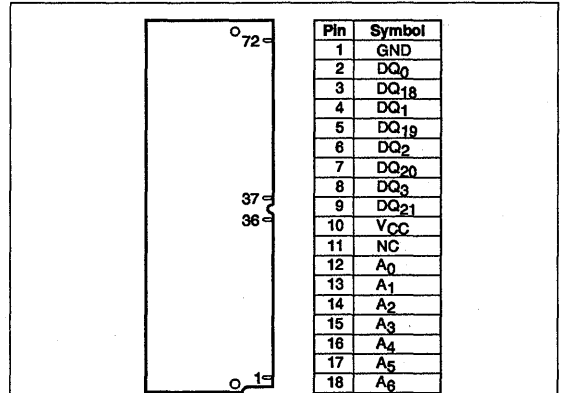 72
37
36
1
Pin Symbol
1 GND
2 DQ0
3 DQ18
4 DQ1
5 DQ19
6 DQ2
7 DQ20
8 DQ3
9 DQ21
10 VCC
11 NC
12 A0
13 A1
14 A2
15 A3
16 A4
17 A5
18 A6